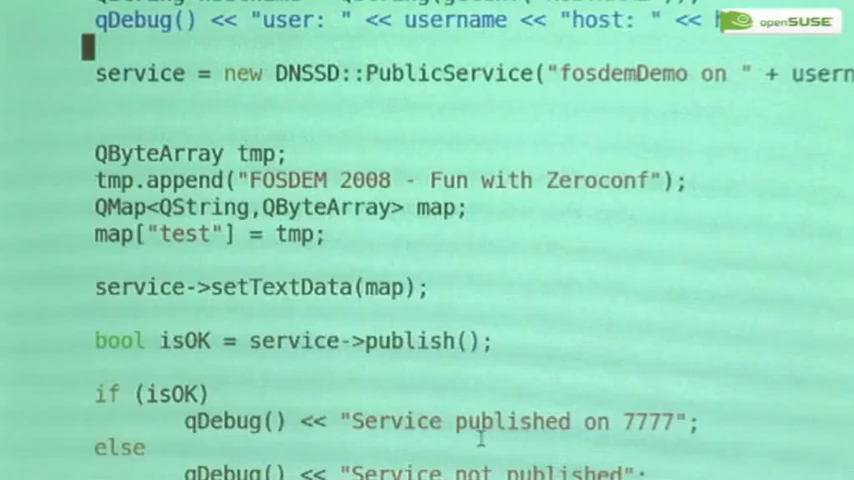 qDebug() << "user: " << username << "host: " <<
openSUSE
service = new DNSSD::PublicService("fosdemDemo on " + usern
QByteArray tmp;
tmp.append("FOSDEM 2008 - Fun with Zeroconf");
QMap<QString,QByteArray> map;
map["test"] = tmp;
service->setTextData(map);
bool isOK = service->publish();
if (isOK)
qDebug() << "Service published on 7777";
else
qDebug() << "Service not published";